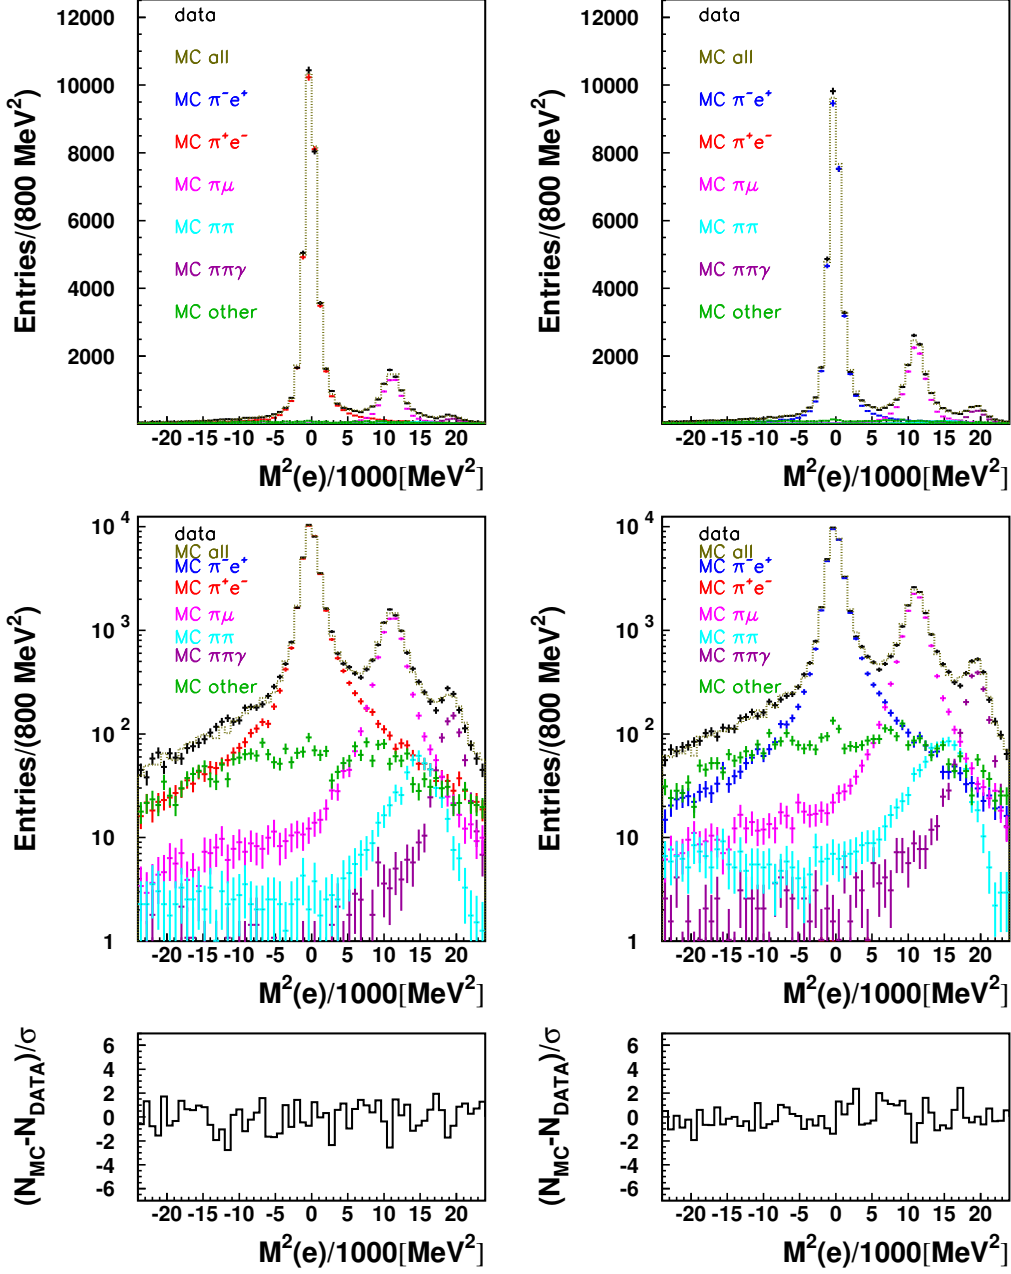 Entries/(800 MeV²)
12000
10000
8000
6000
4000
2000
data
MC all
MC π⁻e⁺
MC π⁺e⁻
MC πμ
MC ππ
MC ππγ
MC other
-20 -15 -10 -5 0 5 10 15 20
M²(e)/1000[MeV²]
Entries/(800 MeV²)
12000
10000
8000
6000
4000
2000
data
MC all
MC π⁻e⁺
MC π⁺e⁻
MC πμ
MC ππ
MC ππγ
MC other
-20 -15 -10 -5 0 5 10 15 20
M²(e)/1000[MeV²]
Entries/(800 MeV²)
10⁴
10³
10²
10
1
data
MC all
MC π⁻e⁺
MC π⁺e⁻
MC πμ
MC ππ
MC ππγ
MC other
-20 -15 -10 -5 0 5 10 15 20
M²(e)/1000[MeV²]
Entries/(800 MeV²)
10⁴
10³
10²
10
1
data
MC all
MC π⁻e⁺
MC π⁺e⁻
MC πμ
MC ππ
MC ππγ
MC other
-20 -15 -10 -5 0 5 10 15 20
M²(e)/1000[MeV²]
(N_MC-N_DATA)/σ
6
4
2
0
-2
-4
-6
-20 -15 -10 -5 0 5 10 15 20
M²(e)/1000[MeV²]
(N_MC-N_DATA)/σ
6
4
2
0
-2
-4
-6
-20 -15 -10 -5 0 5 10 15 20
M²(e)/1000[MeV²]